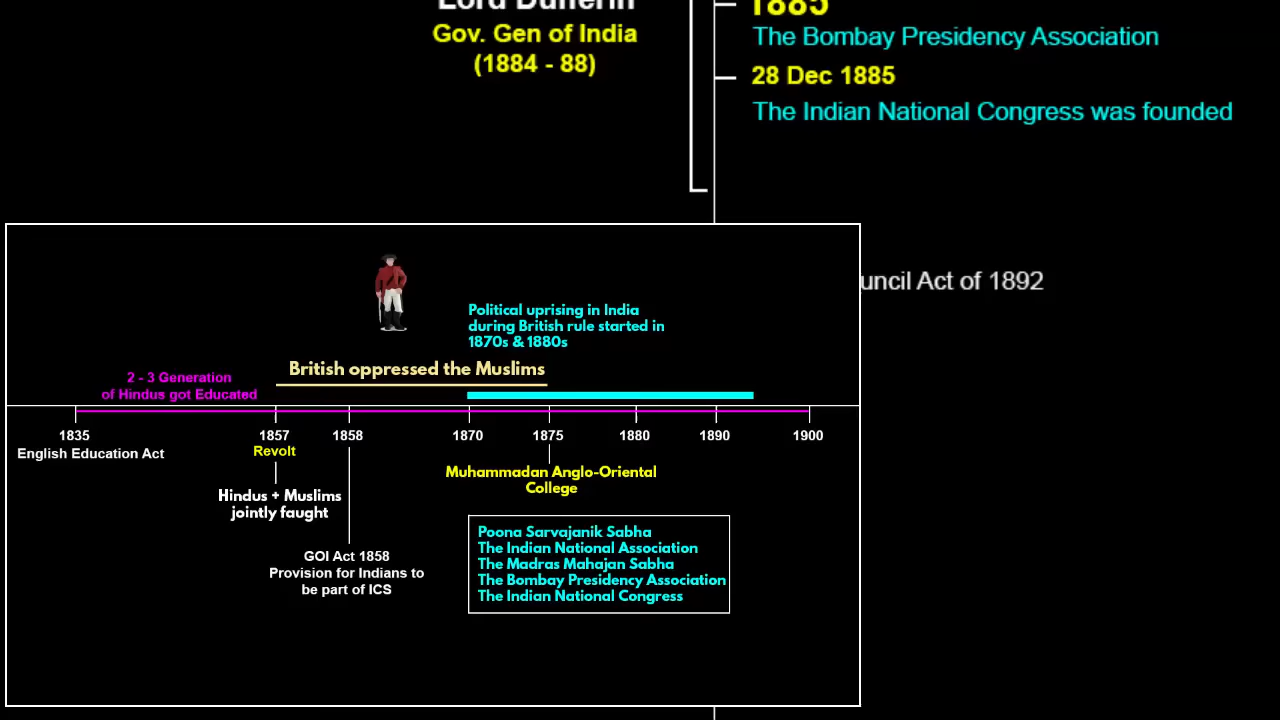 Lord Dufferin
Gov. Gen of India
(1884 - 88)
1885
The Bombay Presidency Association
28 Dec 1885
The Indian National Congress was founded
uncil Act of 1892
Political uprising in India
during British rule started in
1870s & 1880s
British oppressed the Muslims
2 - 3 Generation
of Hindus got Educated
1835
1857
1858
1870
1875
1880
1890
1900
English Education Act
Revolt
Hindus + Muslims
jointly faught
GOI Act 1858
Provision for Indians to
be part of ICS
Muhammadan Anglo-Oriental
College
Poona Sarvajanik Sabha
The Indian National Association
The Madras Mahajan Sabha
The Bombay Presidency Association
The Indian National Congress